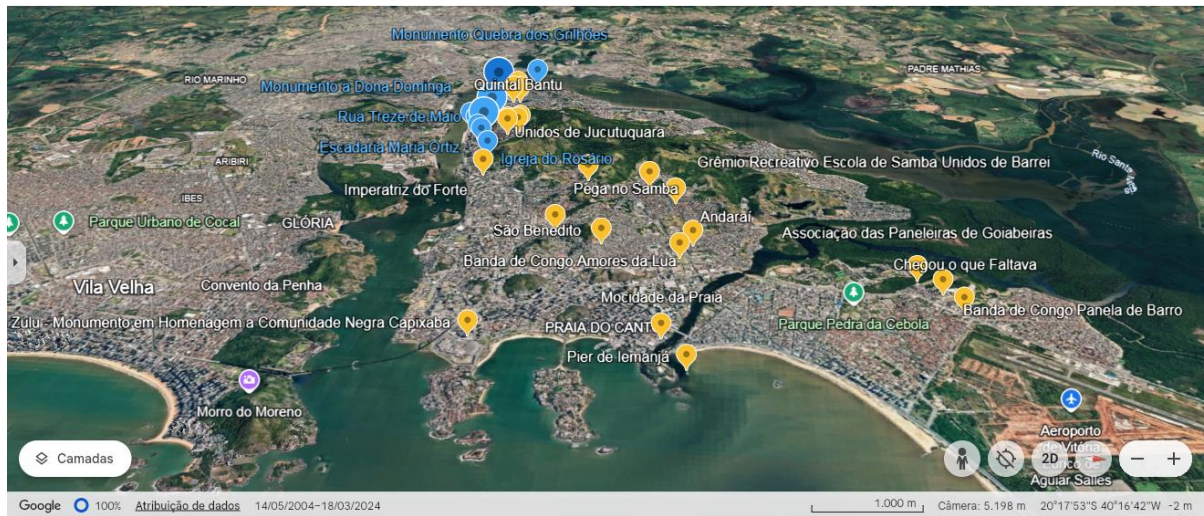 Monumento Quebra dos Grilhões
RIO MARINHO
PADRE MATHIAS
Monumento a Dona Dominga
Quintal Bantu
Rua Treze de Maio
Unidos de Jucutuquara
Escadaria Maria Ortiz
Igreja do Rosário
ARIBIRI
Grêmio Recreativo Escola de Samba Unidos de Barrei
Imperatriz do Forte
Pega no Samba
IBES
Parque Urbano de Cocal
GLÓRIA
Andaraí
São Benedito
Associação das Paneleiras de Goiabeiras
Banda de Congo Amores da Lua
Chegou o que Faltava
Vila Velha
Convento da Penha
Mocidade da Praia
Banda de Congo Panela de Barro
Zulu - Monumento em Homenagem a Comunidade Negra Capixaba
PRAIA DO CANT
Parque Pedra da Cebola
Pier de Iemanjá
Morro do Moreno
Aeroporto
de Vitória
Aguiar Salles
Camadas
2D
Google 100% Atribuição de dados 14/05/2004–18/03/2024 1.000 m Câmera: 5.198 m 20°17'53"S 40°16'42"W -2 m